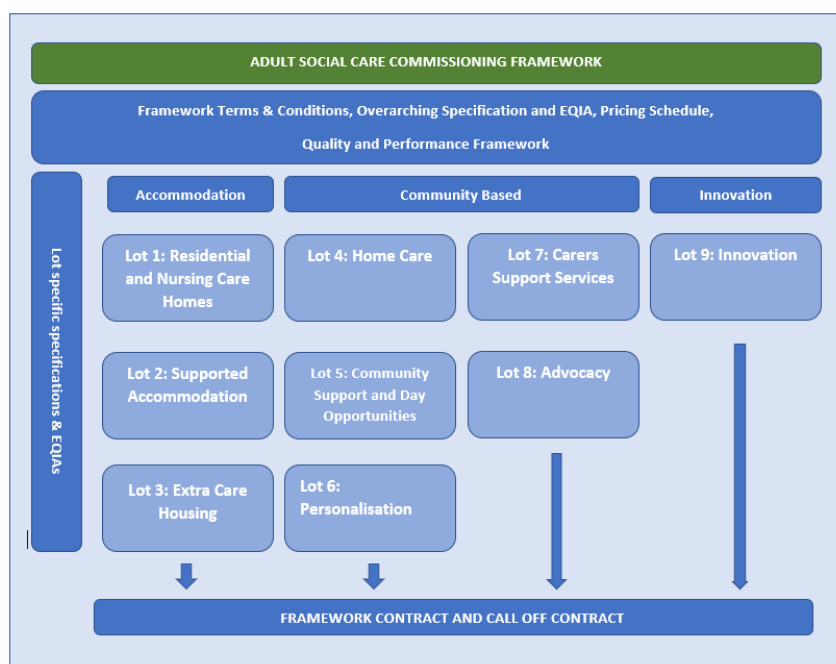 ADULT SOCIAL CARE COMMISSIONING FRAMEWORK
Framework Terms & Conditions, Overarching Specification and EQIA, Pricing Schedule,
Quality and Performance Framework
Lot specific specifications & EQIAs
Accommodation
Community Based
Innovation
Lot 1: Residential
and Nursing Care
Homes
Lot 4: Home Care
Lot 7: Carers
Support Services
Lot 9: Innovation
Lot 2: Supported
Accommodation
Lot 5: Community
Support and Day
Opportunities
Lot 8: Advocacy
Lot 3: Extra Care
Housing
Lot 6:
Personalisation
FRAMEWORK CONTRACT AND CALL OFF CONTRACT